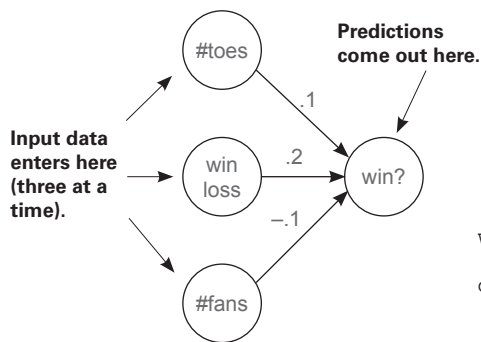 #toes
Predictions
come out here.
.1
Input data
enters here
(three at a
time).
win
loss
.2
win?
–.1
#fans